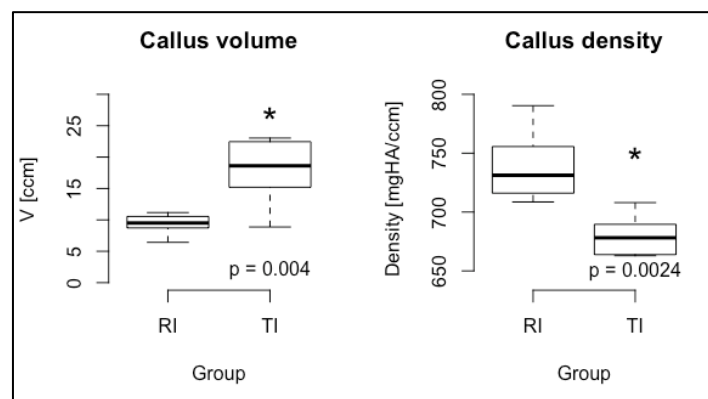 Callus volume
V [ccm]
0
5
15
25
*
p = 0.004
RI
TI
Group
Callus density
Density [mgHA/ccm]
650
700
750
800
*
p = 0.0024
RI
TI
Group